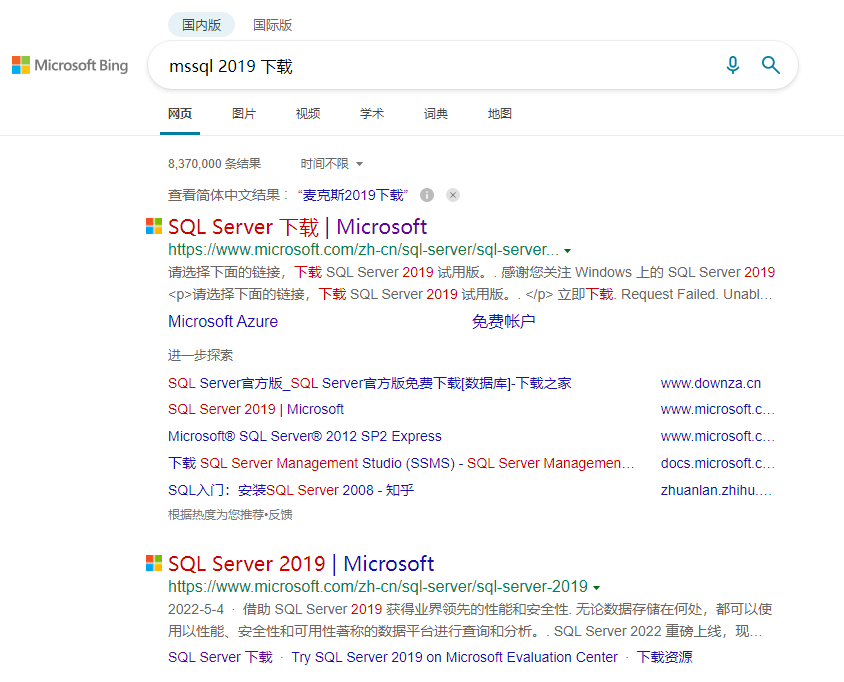 国内版 国际版
Microsoft Bing
mssql 2019 下载
网页 图片 视频 学术 词典 地图
8,370,000 条结果 时间不限
查看简体中文结果： “麦克斯2019下载”
SQL Server 下载 | Microsoft
https://www.microsoft.com/zh-cn/sql-server/sql-server...
请选择下面的链接，下载 SQL Server 2019 试用版。. 感谢您关注 Windows 上的 SQL Server 2019
<p>请选择下面的链接，下载 SQL Server 2019 试用版。. </p> 立即下载. Request Failed. Unabl...
Microsoft Azure 免费帐户
进一步探索
SQL Server官方版_SQL Server官方版免费下载[数据库]-下载之家 www.downza.cn
SQL Server 2019 | Microsoft www.microsoft.c...
Microsoft® SQL Server® 2012 SP2 Express www.microsoft.c...
下载 SQL Server Management Studio (SSMS) - SQL Server Managemen... docs.microsoft.c...
SQL入门：安装SQL Server 2008 - 知乎 zhuanlan.zhihu....
根据热度为您推荐•反馈
SQL Server 2019 | Microsoft
https://www.microsoft.com/zh-cn/sql-server/sql-server-2019
2022-5-4 · 借助 SQL Server 2019 获得业界领先的性能和安全性. 无论数据存储在何处，都可以使
用以性能、安全性和可用性著称的数据平台进行查询和分析。. SQL Server 2022 重磅上线，现...
SQL Server 下载 · Try SQL Server 2019 on Microsoft Evaluation Center · 下载资源